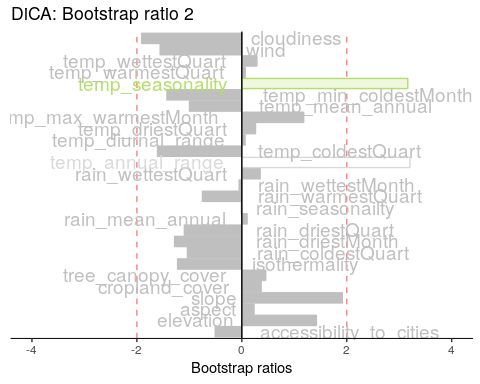 DiCA: Bootstrap ratio 2
cloudiness
wind
temp_wettestQuart
temp_warmestQuart
temp_seasonality
temp_min_coldestMonth
temp_mean_annual
mp_max_warmestMonth
temp_driestQuart
temp_diurnal_range
temp_coldestQuart
temp_annual_range
rain_wettestQuart
rain_wettestMonth
rain_warmestQuart
rain_seasonality
rain_mean_annual
rain_driestQuart
rain_driestMonth
rain_coldestQuart
isothermality
tree_canopy_cover
cropland_cover
slope
aspect
elevation
accessibility_to_cities
-4 -2 0 2 4
Bootstrap ratios